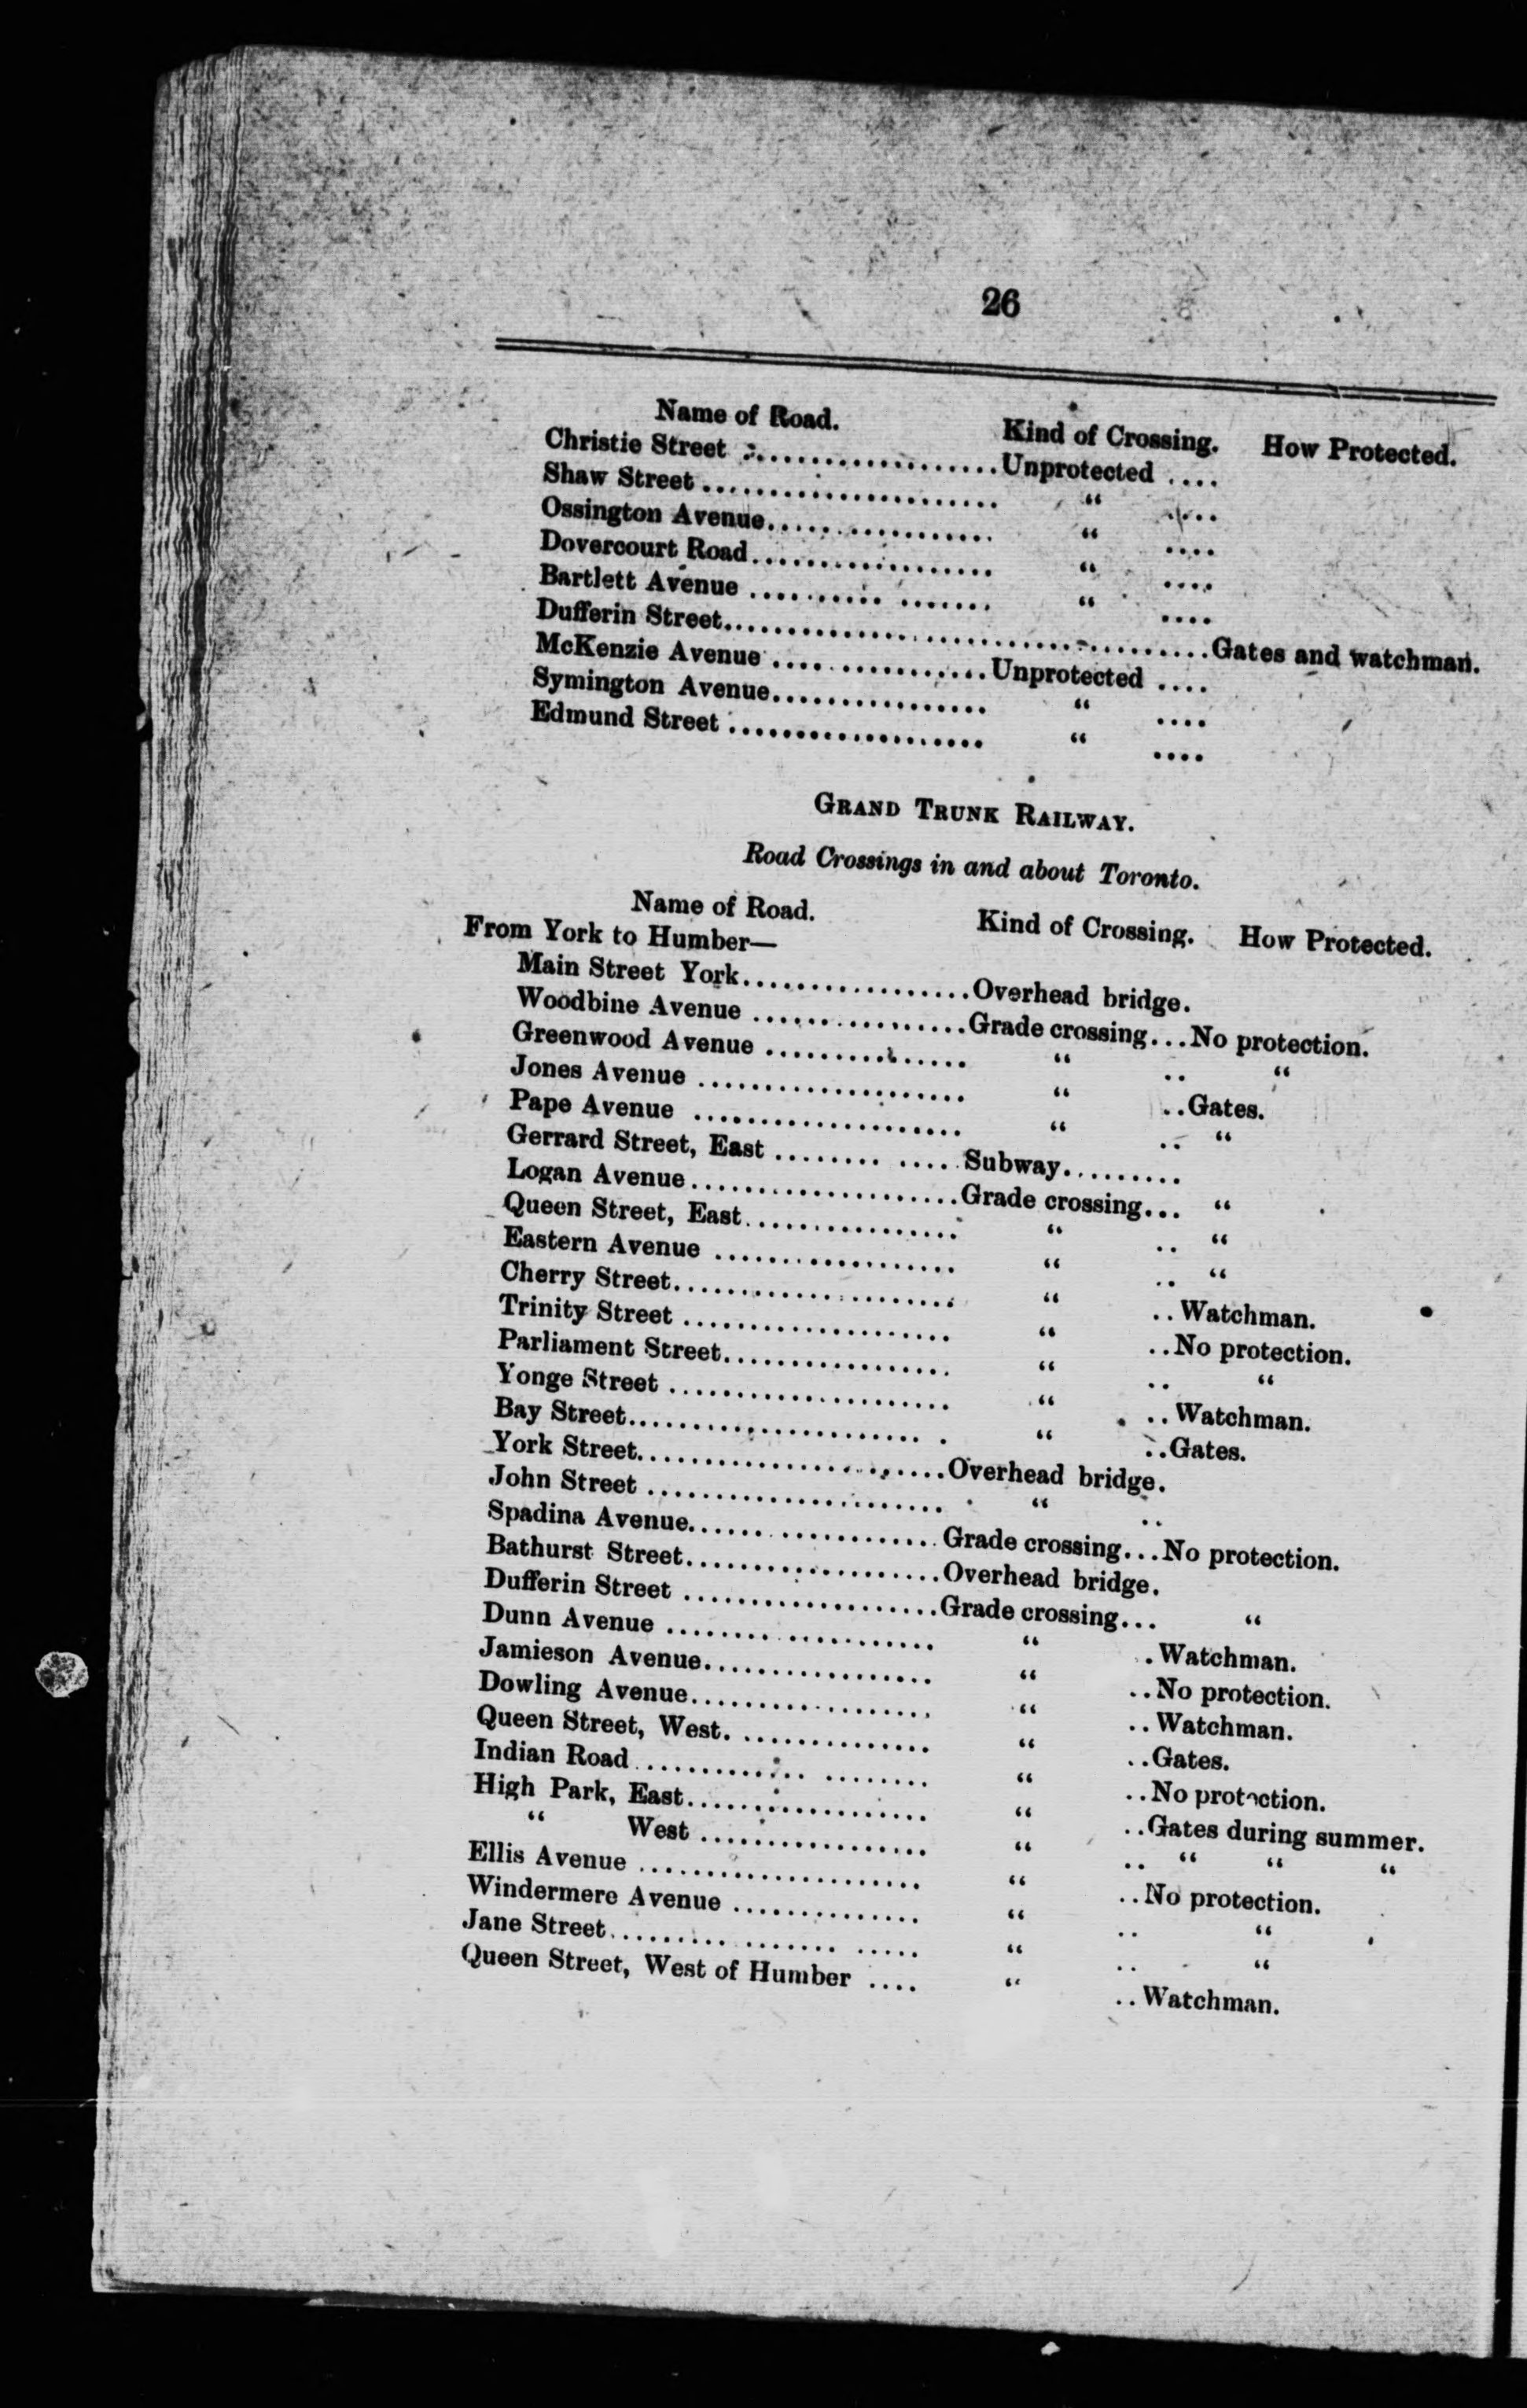 26
Name of Road. Kind of Crossing. How Protected.
Christie Street ..................Unprotected ....
Shaw Street ...................... “ ....
Ossington Avenue................. “ ....
Dovercourt Road.................. “ ....
Bartlett Avenue .......... ....... “ ....
Dufferin Street......................................Gates and watchman.
McKenzie Avenue ................Unprotected ....
Symington Avenue................ “ ....
Edmund Street ................... “ ....
GRAND TRUNK RAILWAY.
Road Crossings in and about Toronto.
Name of Road. Kind of Crossing. How Protected.
From York to Humber—
Main Street York.................Overhead bridge.
Woodbine Avenue ................Grade crossing...No protection.
Greenwood Avenue ............... “ .. “
Jones Avenue .................... “ ..Gates.
Pape Avenue .................... “ .. “
Gerrard Street, East ........ ....Subway.........
Logan Avenue....................Grade crossing... “
Queen Street, East................ “ .. “
Eastern Avenue .................. “ .. “
Cherry Street..................... “ ..Watchman.
Trinity Street .................... “ ..No protection.
Parliament Street................. “ .. “
Yonge Street ..................... “ ..Watchman.
Bay Street...................... . “ ..Gates.
York Street.......................Overhead bridge.
John Street ...................... “ ..
Spadina Avenue...... ............Grade crossing...No protection.
Bathurst Street...................Overhead bridge.
Dufferin Street ...................Grade crossing... “
Dunn Avenue .................... “ .Watchman.
Jamieson Avenue................. “ ..No protection.
Dowling Avenue.................. “ ..Watchman.
Queen Street, West. .............. “ ..Gates.
Indian Road ............. ........ “ ..No protection.
High Park, East.................. “ ..Gates during summer.
“ West ................. “ .. “ “ “
Ellis Avenue ..................... “ ..No protection.
Windermere Avenue .............. “ .. “
Jane Street......... ....... ..... “ .. “
Queen Street, West of Humber .... “ ..Watchman.